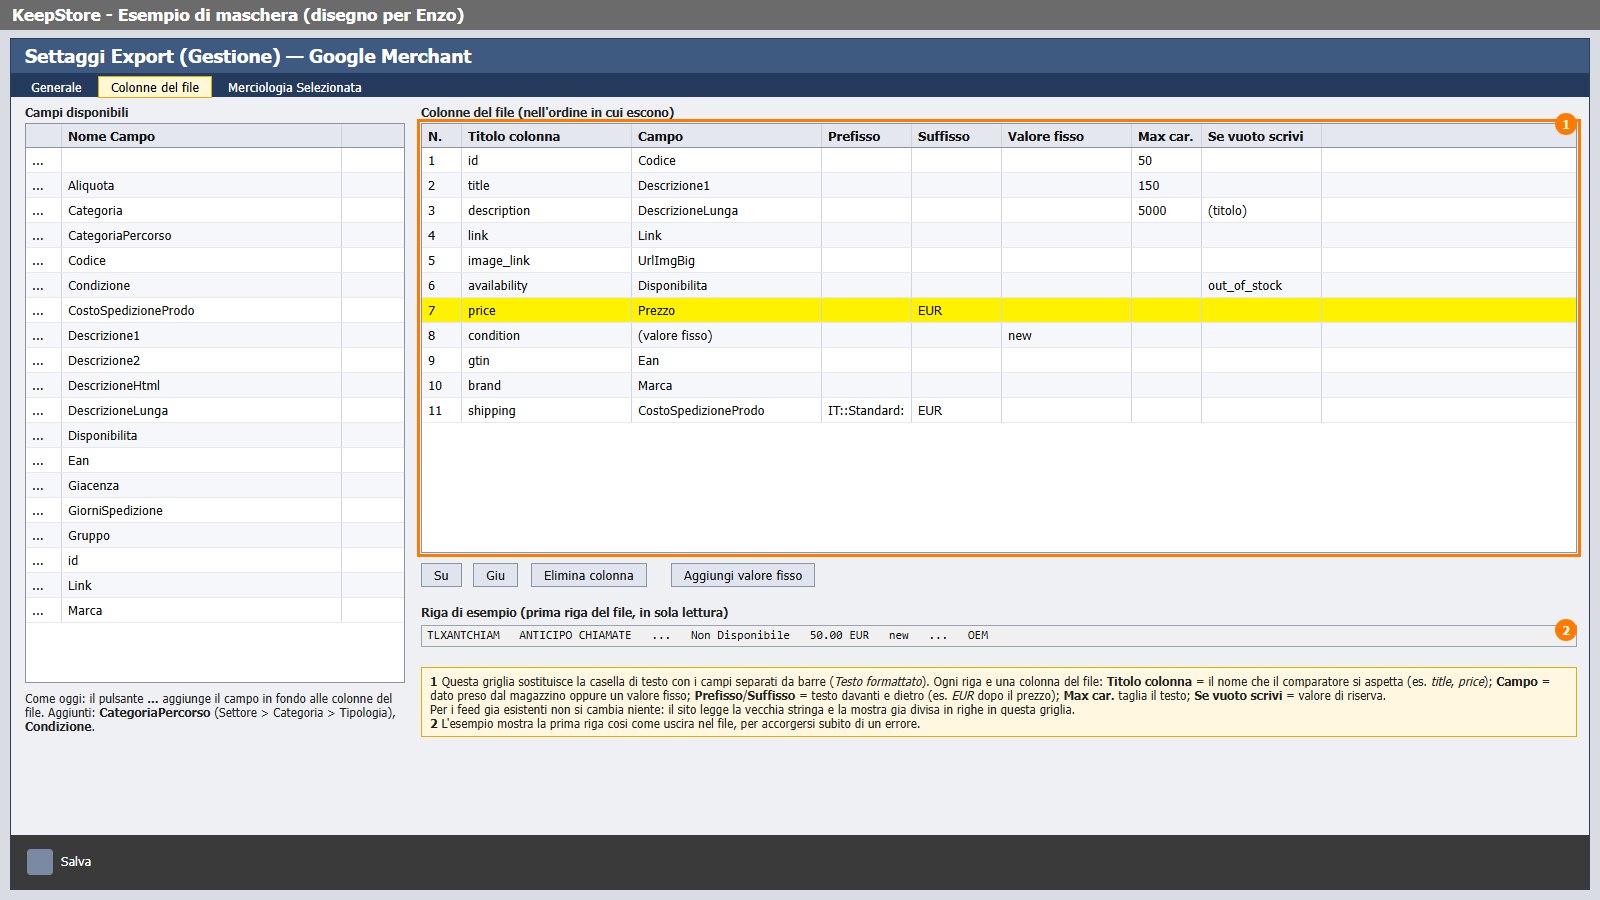 KeepStore - Esempio di maschera (disegno per Enzo)
Settaggi Export (Gestione) — Google Merchant
Generale Colonne del file Merciologia Selezionata
Campi disponibili
Nome Campo
...
... Aliquota
... Categoria
... CategoriaPercorso
... Codice
... Condizione
... CostoSpedizioneProdo
... Descrizione1
... Descrizione2
... DescrizioneHtml
... DescrizioneLunga
... Disponibilita
... Ean
... Giacenza
... GiorniSpedizione
... Gruppo
... id
... Link
... Marca
Come oggi: il pulsante ... aggiunge il campo in fondo alle colonne del
file. Aggiunti: CategoriaPercorso (Settore > Categoria > Tipologia),
Condizione.
Colonne del file (nell'ordine in cui escono)
1
N. Titolo colonna Campo Prefisso Suffisso Valore fisso Max car. Se vuoto scrivi
1 id Codice 50
2 title Descrizione1 150
3 description DescrizioneLunga 5000 (titolo)
4 link Link
5 image_link UrlImgBig
6 availability Disponibilita out_of_stock
7 price Prezzo EUR
8 condition (valore fisso) new
9 gtin Ean
10 brand Marca
11 shipping CostoSpedizioneProdo IT::Standard: EUR
Su Giu Elimina colonna Aggiungi valore fisso
Riga di esempio (prima riga del file, in sola lettura)
TLXANTCHIAM ANTICIPO CHIAMATE ... Non Disponibile 50.00 EUR new ... OEM
2
1 Questa griglia sostituisce la casella di testo con i campi separati da barre (Testo formattato). Ogni riga e una colonna del file: Titolo colonna = il nome che il comparatore si aspetta (es. title, price); Campo =
dato preso dal magazzino oppure un valore fisso; Prefisso/Suffisso = testo davanti e dietro (es. EUR dopo il prezzo); Max car. taglia il testo; Se vuoto scrivi = valore di riserva.
Per i feed gia esistenti non si cambia niente: il sito legge la vecchia stringa e la mostra gia divisa in righe in questa griglia.
2 L'esempio mostra la prima riga cosi come uscira nel file, per accorgersi subito di un errore.
Salva